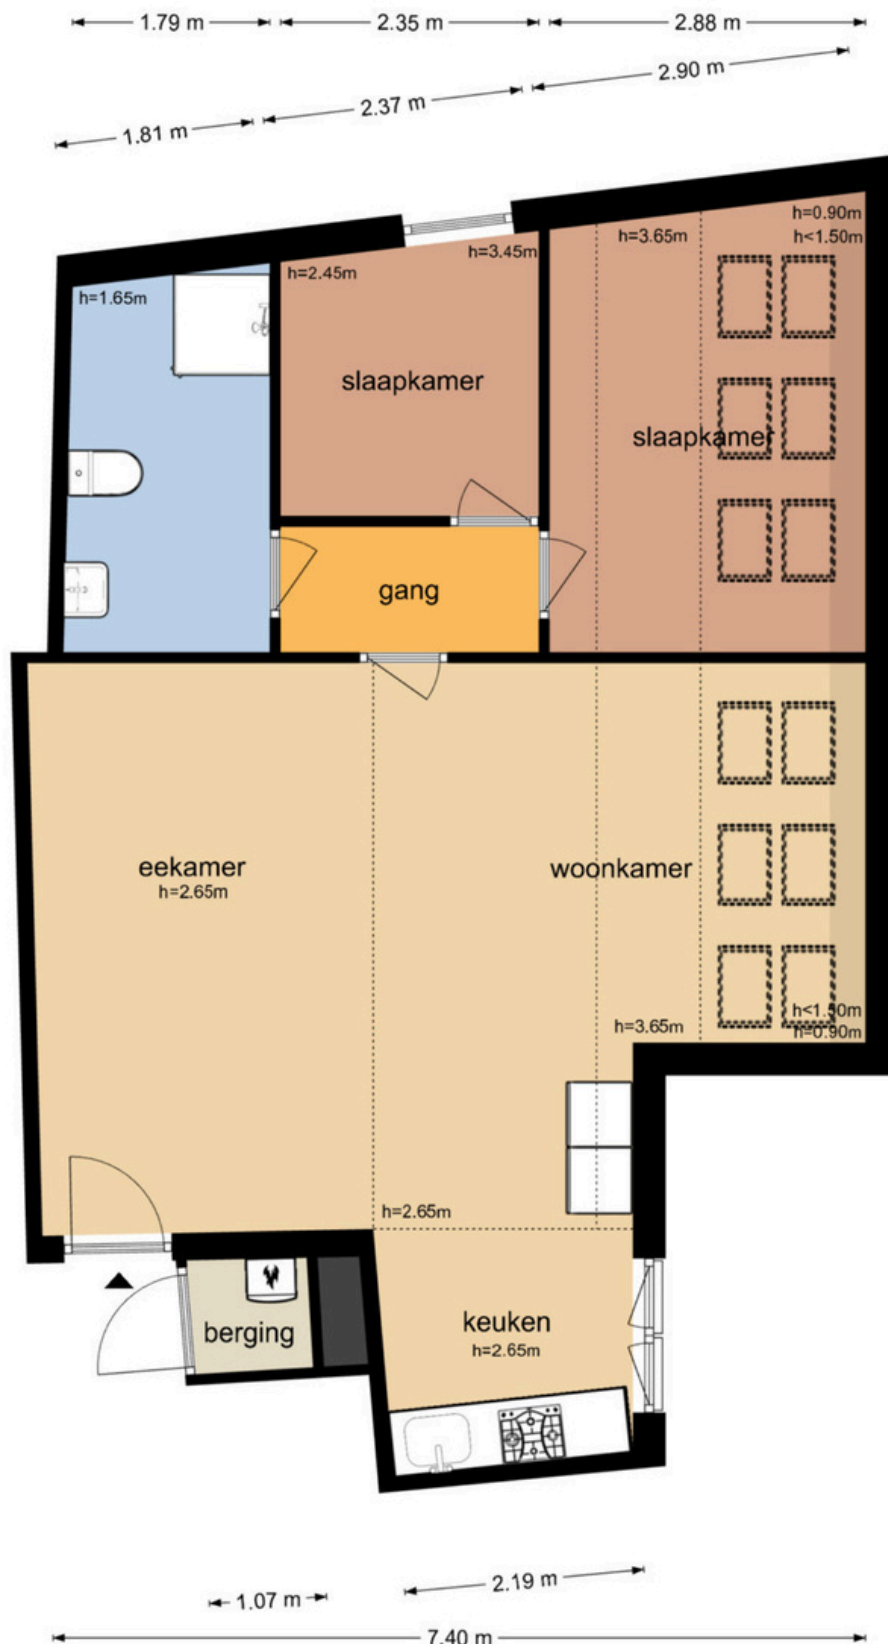 1.79 m
2.35 m
2.88 m
1.81 m
2.37 m
2.90 m
h=1.65m
h=2.45m
h=3.45m
h=3.65m
h=0.90m
h<1.50m
slaapkamer
slaapkamer
gang
eekamer
h=2.65m
woonkamer
h=3.65m
h<1.50m
h=0.90m
h=2.65m
berging
keuken
h=2.65m
1.07 m
2.19 m
7.40 m